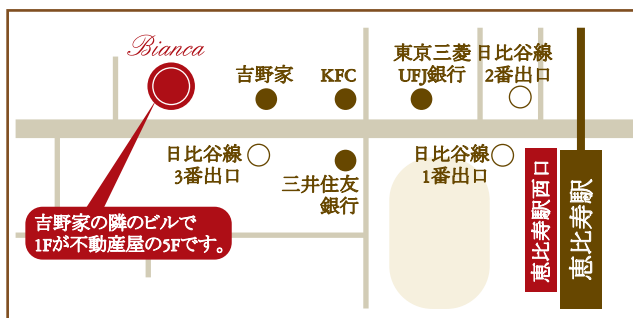 Bianca
吉野家
KFC
東京三菱
UFJ銀行
日比谷線
2番出口
日比谷線
3番出口
三井住友
銀行
日比谷線
1番出口
恵比寿駅西口
恵比寿駅
吉野家の隣のビルで
1Fが不動産屋の5Fです。